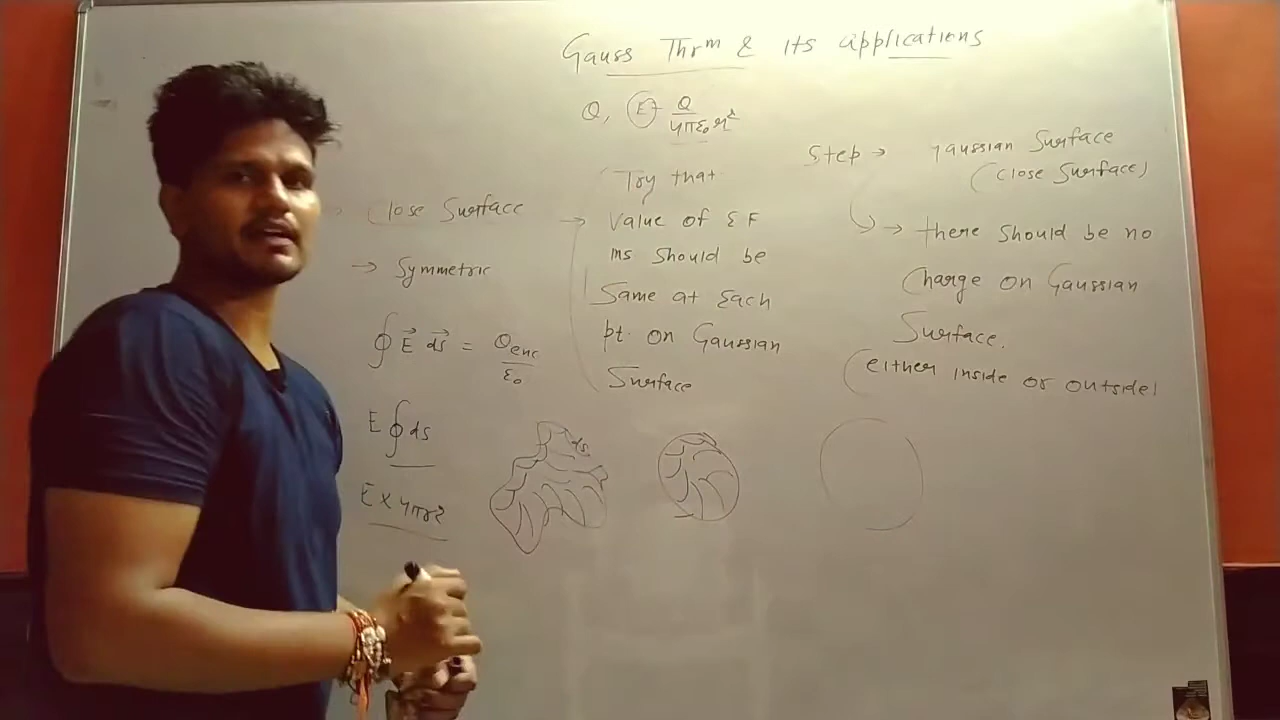 Gauss Thrm & its applications
Q, E = Q / 4πε₀r²
Step → gaussian Surface
(close Surface)
→ there should be no
Charge on Gaussian
Surface.
(either inside or outside)
Try that
→ value of EF
ms should be
Same at each
pt. on Gaussian
Surface
Close Surface
→ Symmetric
∮ E⃗ ds⃗ = Qenc / ε₀
E ∮ ds
E × 4πr²
ds